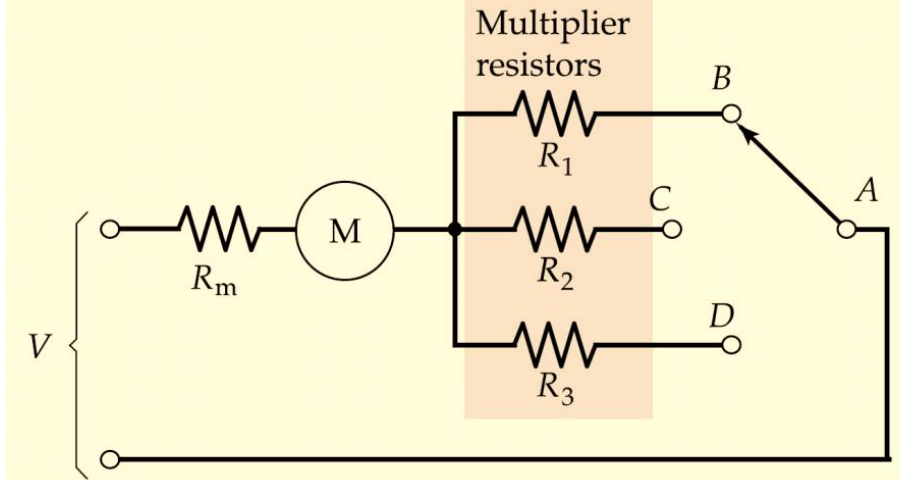 Multiplier
resistors
B
R1
A
C
M
Rm
R2
V
D
R3